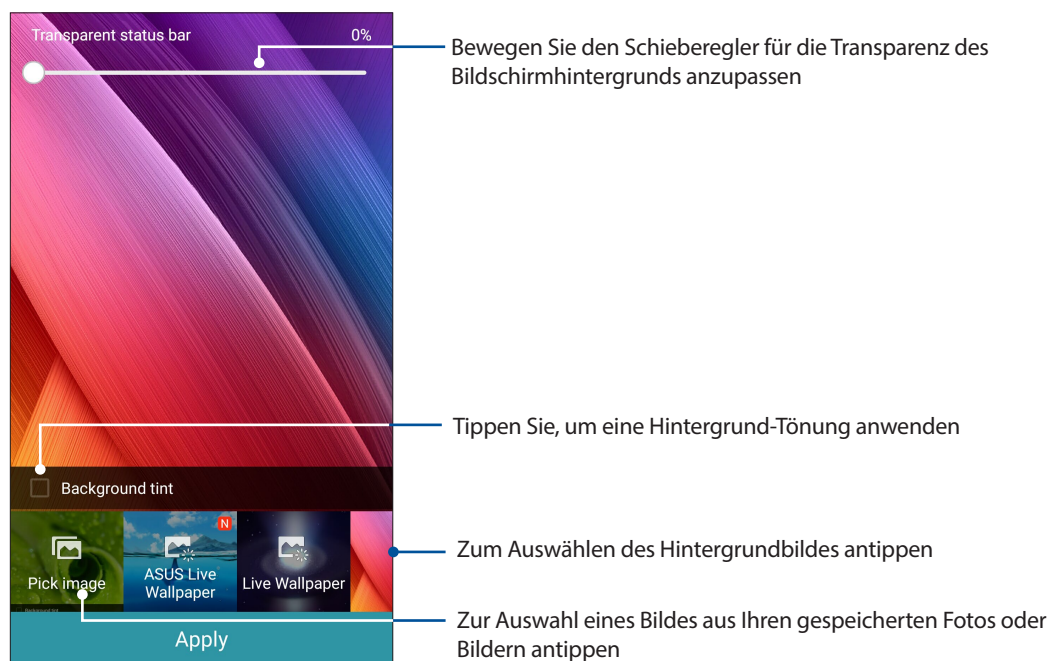 Transparent status bar 0%
Bewegen Sie den Schieberegler für die Transparenz des
Bildschirmhintergrunds anzupassen
Tippen Sie, um eine Hintergrund-Tönung anwenden
Background tint
N
Zum Auswählen des Hintergrundbildes antippen
Pick image
ASUS Live
Wallpaper
Live Wallpaper
Background tint
Zur Auswahl eines Bildes aus Ihren gespeicherten Fotos oder
Bildern antippen
Apply